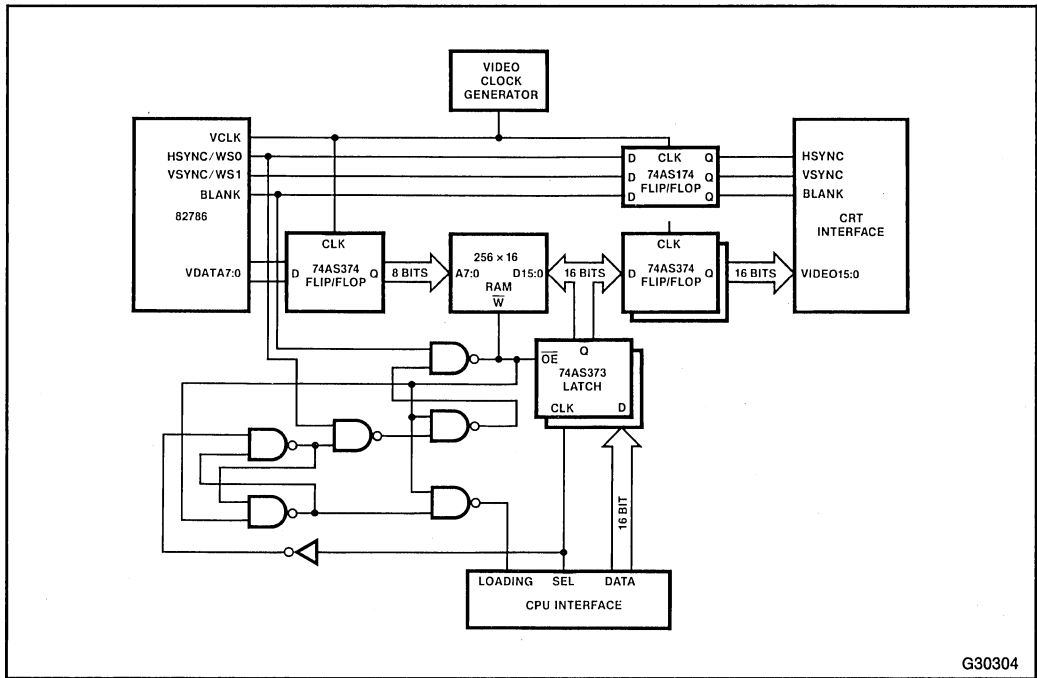 VIDEO
CLOCK
GENERATOR
VCLK
HSYNC/WS0
VSYNC/WS1
BLANK
82786
VDATA7:0
D CLK Q
D 74AS174 Q
FLIP/FLOP
D Q
HSYNC
VSYNC
BLANK
CRT
INTERFACE
VIDEO15:0
CLK
D 74AS374 Q
FLIP/FLOP
8 BITS
256 × 16
A7:0 D15:0
RAM
W
16 BITS
CLK
D 74AS374 Q
FLIP/FLOP
16 BITS
OE
Q
74AS373
LATCH
CLK D
16 BIT
LOADING SEL DATA
CPU INTERFACE
G30304